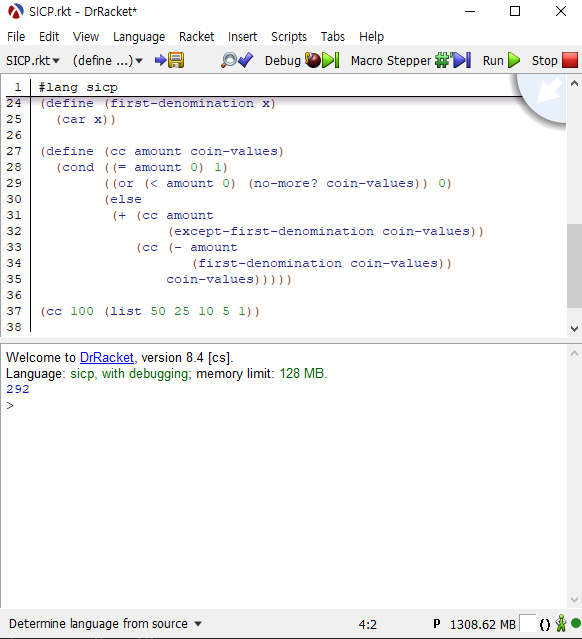 SICP.rkt - DrRacket*
File Edit View Language Racket Insert Scripts Tabs Help
SICP.rkt (define ...) Debug Macro Stepper Run Stop
1 #lang sicp
24 (define (first-denomination x)
25 (car x))
26
27 (define (cc amount coin-values)
28 (cond ((= amount 0) 1)
29 ((or (< amount 0) (no-more? coin-values)) 0)
30 (else
31 (+ (cc amount
32 (except-first-denomination coin-values))
33 (cc (- amount
34 (first-denomination coin-values))
35 coin-values)))))
36
37 (cc 100 (list 50 25 10 5 1))
38
Welcome to DrRacket, version 8.4 [cs].
Language: sicp, with debugging; memory limit: 128 MB.
292
>
Determine language from source 4:2 P 1308.62 MB ()